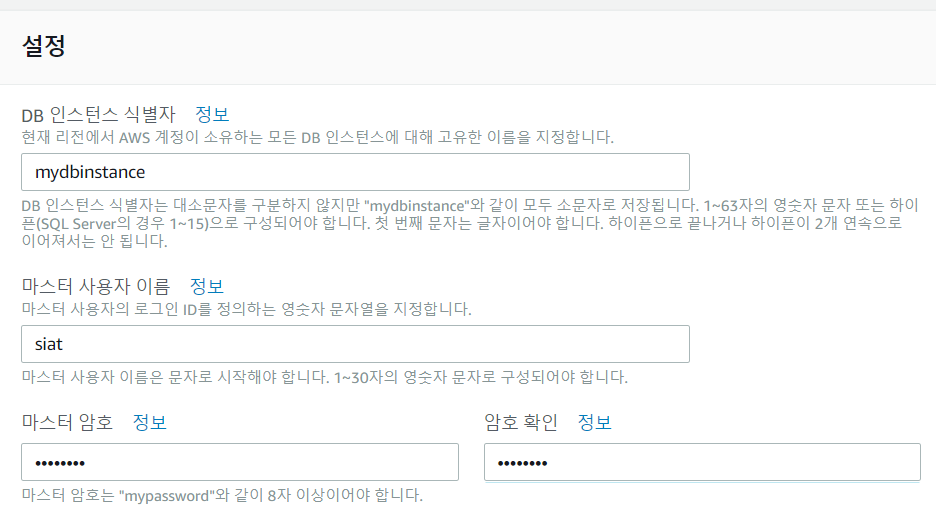 설정
DB 인스턴스 식별자 정보
현재 리전에서 AWS 계정이 소유하는 모든 DB 인스턴스에 대해 고유한 이름을 지정합니다.
mydbinstance
DB 인스턴스 식별자는 대소문자를 구분하지 않지만 "mydbinstance"와 같이 모두 소문자로 저장됩니다. 1~63자의 영숫자 문자 또는 하이
픈(SQL Server의 경우 1~15)으로 구성되어야 합니다. 첫 번째 문자는 글자이어야 합니다. 하이픈으로 끝나거나 하이픈이 2개 연속으로
이어져서는 안 됩니다.
마스터 사용자 이름 정보
마스터 사용자의 로그인 ID를 정의하는 영숫자 문자열을 지정합니다.
siat
마스터 사용자 이름은 문자로 시작해야 합니다. 1~30자의 영숫자 문자로 구성되어야 합니다.
마스터 암호 정보 암호 확인 정보
•••••••• ••••••••
마스터 암호는 "mypassword"와 같이 8자 이상이어야 합니다.